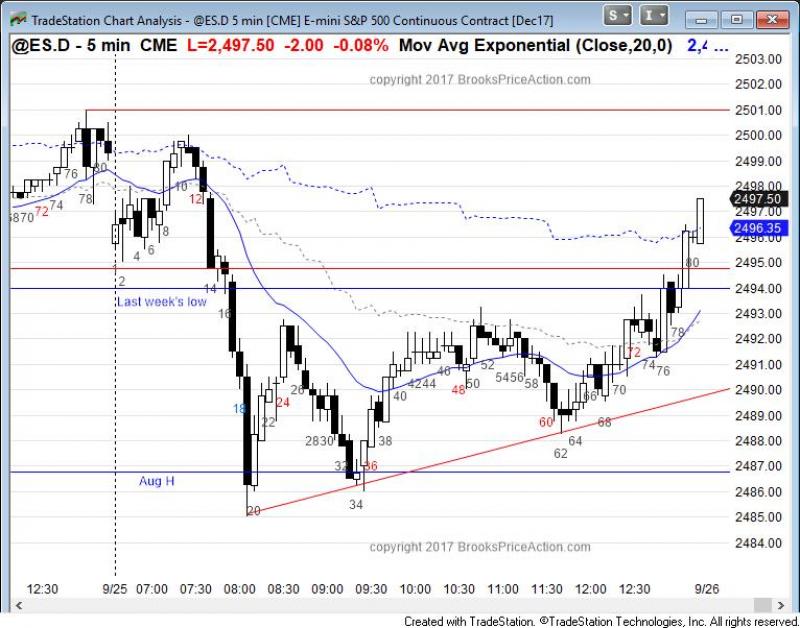 TradeStation Chart Analysis - @ES.D 5 min [CME] E-mini S&P 500 Continuous Contract [Dec17]
S I
@ES.D - 5 min CME L=2,497.50 -2.00 -0.08% Mov Avg Exponential (Close,20,0) 2,4 ...
copyright 2017 BrooksPriceAction.com
2503.00
2502.00
2501.00
2500.00
2499.00
2498.00
2497.50
2497.00
2496.35
2496.00
2495.00
2494.00
2493.00
2492.00
2491.00
2490.00
2489.00
2488.00
2487.00
2486.00
2485.00
2484.00
6870 72 74 76 78 80
2 4 6 8 10 12 14 16
Last week's low
18 20 22 24 26 2830 32 34 36 38 40 4244 46 48 50 52 5456 58 60 62 64 66 68 70 72 74 76 78 80
Aug H
copyright 2017 BrooksPriceAction.com
12:30 9/25 07:00 07:30 08:00 08:30 09:00 09:30 10:00 10:30 11:00 11:30 12:00 12:30 9/26
Created with TradeStation. ©TradeStation Technologies, Inc. All rights reserved.